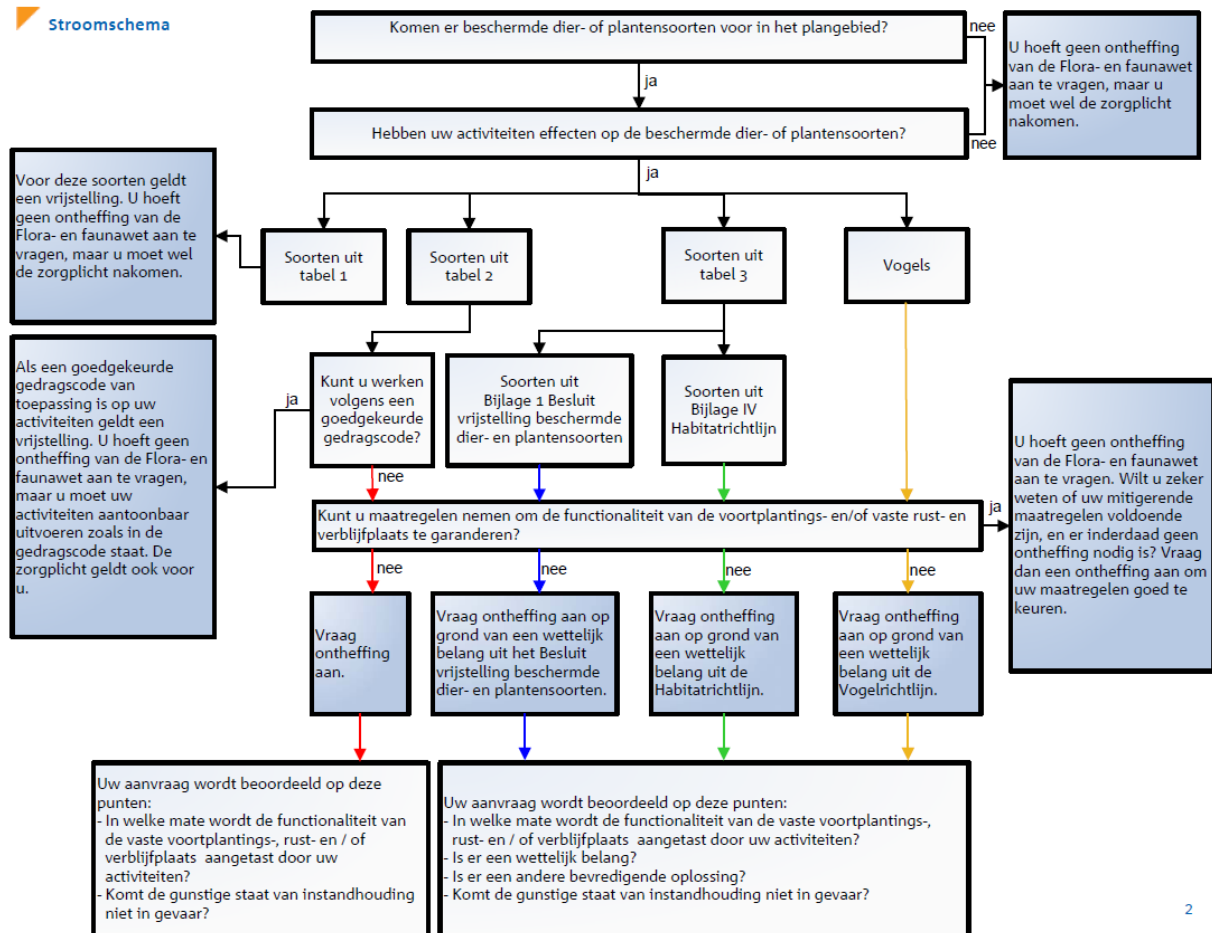 Stroomschema
Komen er beschermde dier- of plantensoorten voor in het plangebied?
nee
U hoeft geen ontheffing
van de Flora- en faunawet
aan te vragen, maar u
moet wel de zorgplicht
nakomen.
ja
Hebben uw activiteiten effecten op de beschermde dier- of plantensoorten?
nee
ja
Voor deze soorten geldt
een vrijstelling. U hoeft
geen ontheffing van de
Flora- en faunawet aan te
vragen, maar u moet wel
de zorgplicht nakomen.
Soorten uit
tabel 1
Soorten uit
tabel 2
Soorten uit
tabel 3
Vogels
Als een goedgekeurde
gedragscode van
toepassing is op uw
activiteiten geldt een
vrijstelling. U hoeft geen
ontheffing van de Flora- en
faunawet aan te vragen,
maar u moet uw
activiteiten aantoonbaar
uitvoeren zoals in de
gedragscode staat. De
zorgplicht geldt ook voor
u.
ja
Kunt u werken
volgens een
goedgekeurde
gedragscode?
Soorten uit
Bijlage 1 Besluit
vrijstelling beschermde
dier- en plantensoorten
Soorten uit
Bijlage IV
Habitatrichtlijn
nee
Kunt u maatregelen nemen om de functionaliteit van de voortplantings- en/of vaste rust- en
verblijfplaats te garanderen?
ja
U hoeft geen ontheffing
van de Flora- en faunawet
aan te vragen. Wilt u zeker
weten of uw mitigerende
maatregelen voldoende
zijn, en er inderdaad geen
ontheffing nodig is? Vraag
dan een ontheffing aan om
uw maatregelen goed te
keuren.
nee
nee
nee
nee
Vraag
ontheffing
aan.
Vraag ontheffing aan op
grond van een wettelijk
belang uit het Besluit
vrijstelling beschermde
dier- en plantensoorten.
Vraag ontheffing
aan op grond van
een wettelijk
belang uit de
Habitatrichtlijn.
Vraag ontheffing
aan op grond van
een wettelijk
belang uit de
Vogelrichtlijn.
Uw aanvraag wordt beoordeeld op deze
punten:
- In welke mate wordt de functionaliteit van
de vaste voortplantings-, rust- en / of
verblijfplaats aangetast door uw
activiteiten?
- Komt de gunstige staat van instandhouding
niet in gevaar?
Uw aanvraag wordt beoordeeld op deze punten:
- In welke mate wordt de functionaliteit van de vaste voortplantings-,
rust- en / of verblijfplaats aangetast door uw activiteiten?
- Is er een wettelijk belang?
- Is er een andere bevredigende oplossing?
- Komt de gunstige staat van instandhouding niet in gevaar?
2